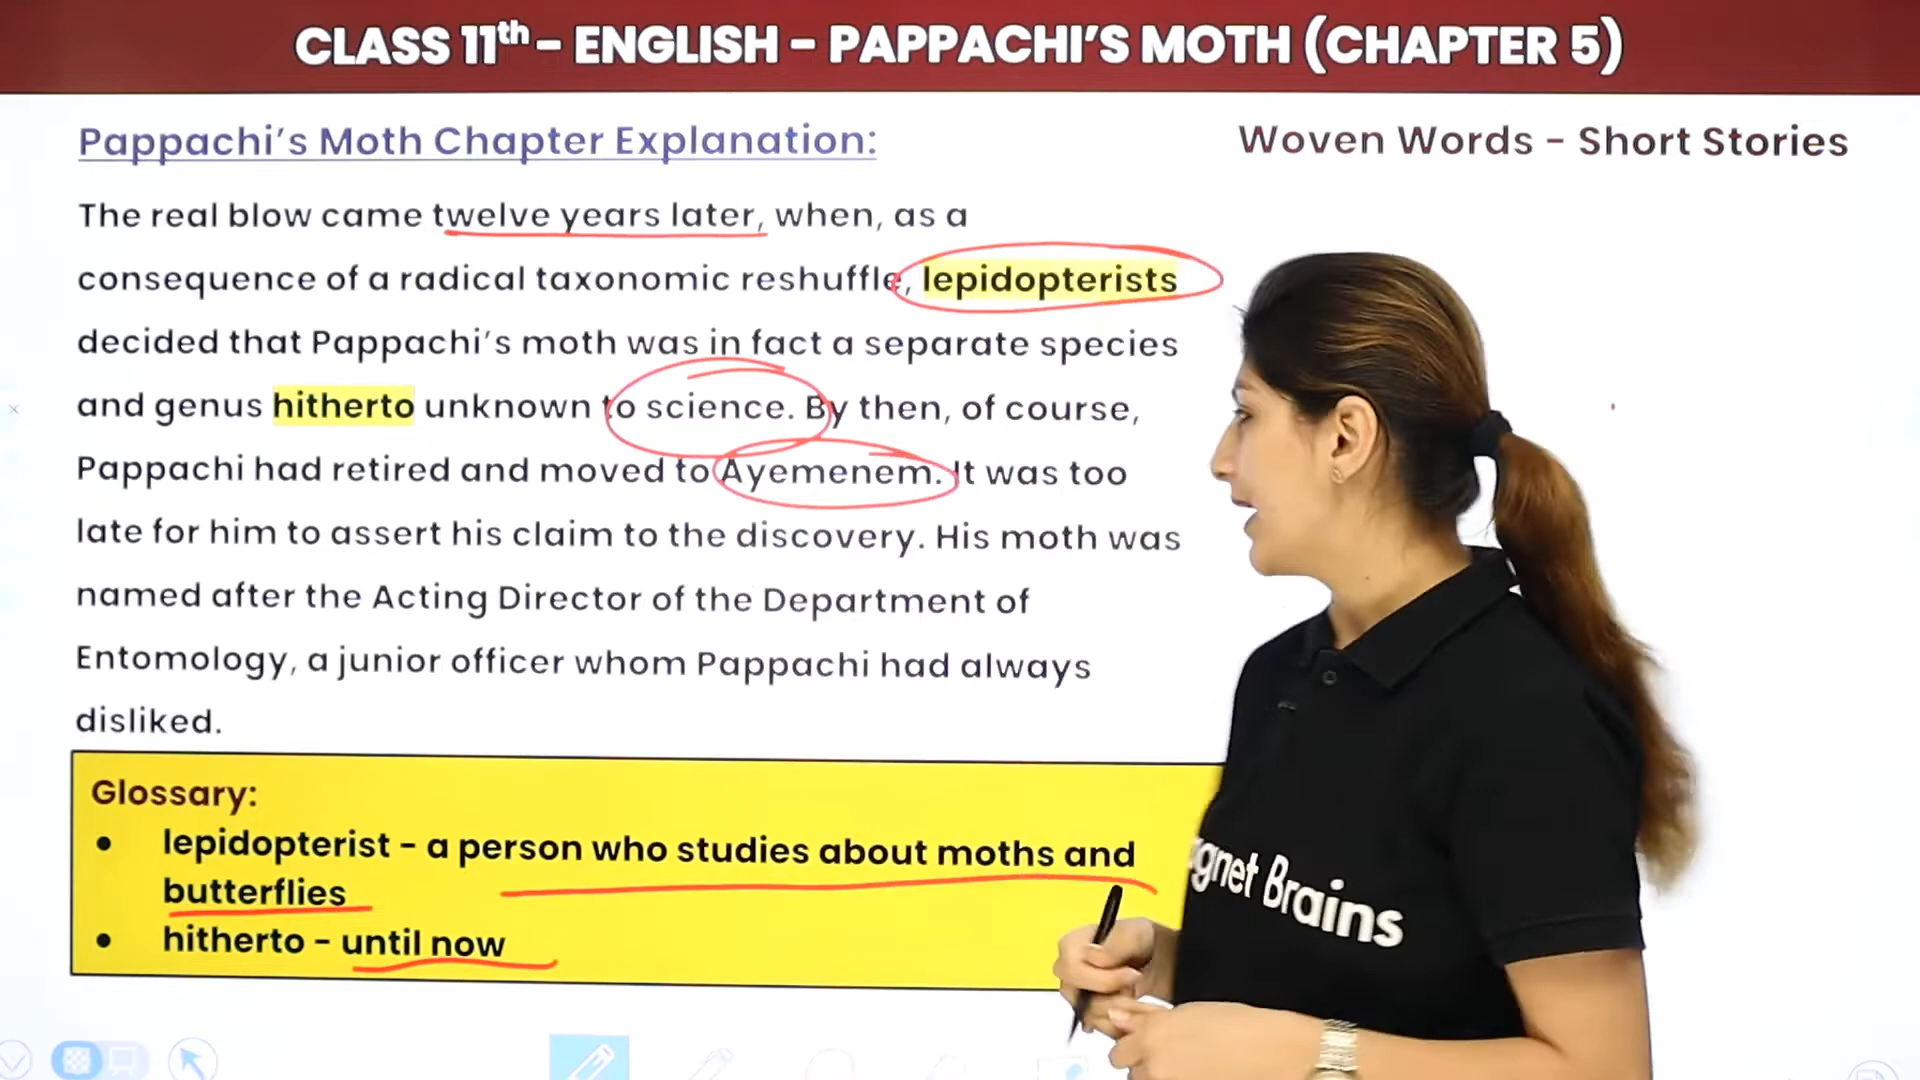 CLASS 11th – ENGLISH – PAPPACHI'S MOTH (CHAPTER 5)
Pappachi's Moth Chapter Explanation:
Woven Words – Short Stories
The real blow came twelve years later, when, as a
consequence of a radical taxonomic reshuffle, lepidopterists
decided that Pappachi's moth was in fact a separate species
and genus hitherto unknown to science. By then, of course,
Pappachi had retired and moved to Ayemenem. It was too
late for him to assert his claim to the discovery. His moth was
named after the Acting Director of the Department of
Entomology, a junior officer whom Pappachi had always
disliked.
Glossary:
● lepidopterist – a person who studies about moths and
butterflies
● hitherto – until now
gnet Brains